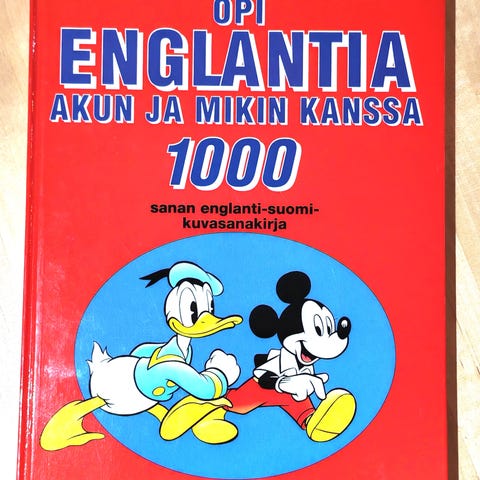 OPI
ENGLANTIA
AKUN JA MIKIN KANSSA
1000
sanan englanti-suomi-
kuvasanakirja